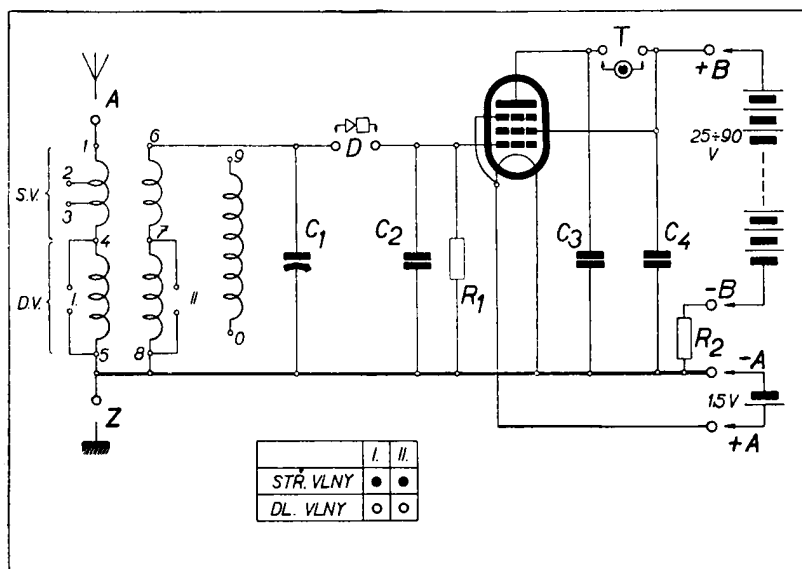 T
A
+B
1
6
9
D
25÷90
V
S.V.
2
3
C1
C2
C3
C4
4
7
R1
D.V.
I.
II
-B
0
R2
5
8
-A
1.5V
Z
+A
I. II.
STŘ. VLNY ● ●
DL. VLNY ○ ○